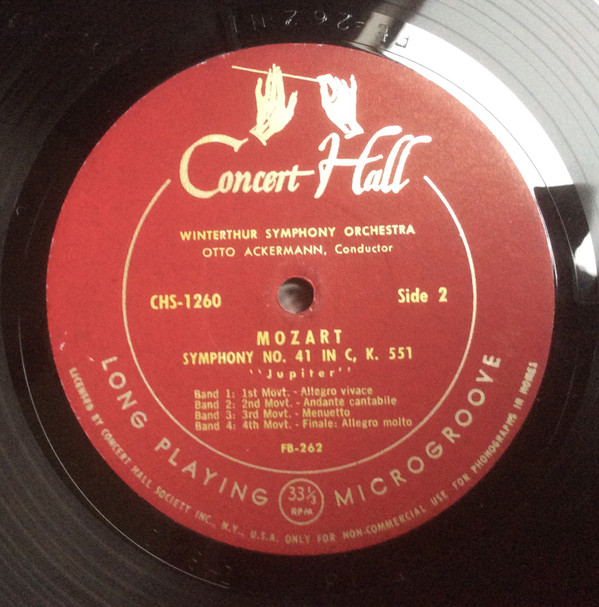 Concert Hall
WINTERTHUR SYMPHONY ORCHESTRA
OTTO ACKERMANN, Conductor
CHS-1260
Side 2
MOZART
SYMPHONY NO. 41 IN C, K. 551
''Jupiter''
Band 1: 1st Movt. - Allegro vivace
Band 2: 2nd Movt. - Andante cantabile
Band 3: 3rd Movt. - Menuetto
Band 4: 4th Movt. - Finale: Allegro molto
FB-262
LONG PLAYING 33⅓ RPM MICROGROOVE
LICENSED BY CONCERT HALL SOCIETY INC., N.Y., U.S.A. ONLY FOR NON-COMMERCIAL USE FOR PHONOGRAPHS IN HOMES